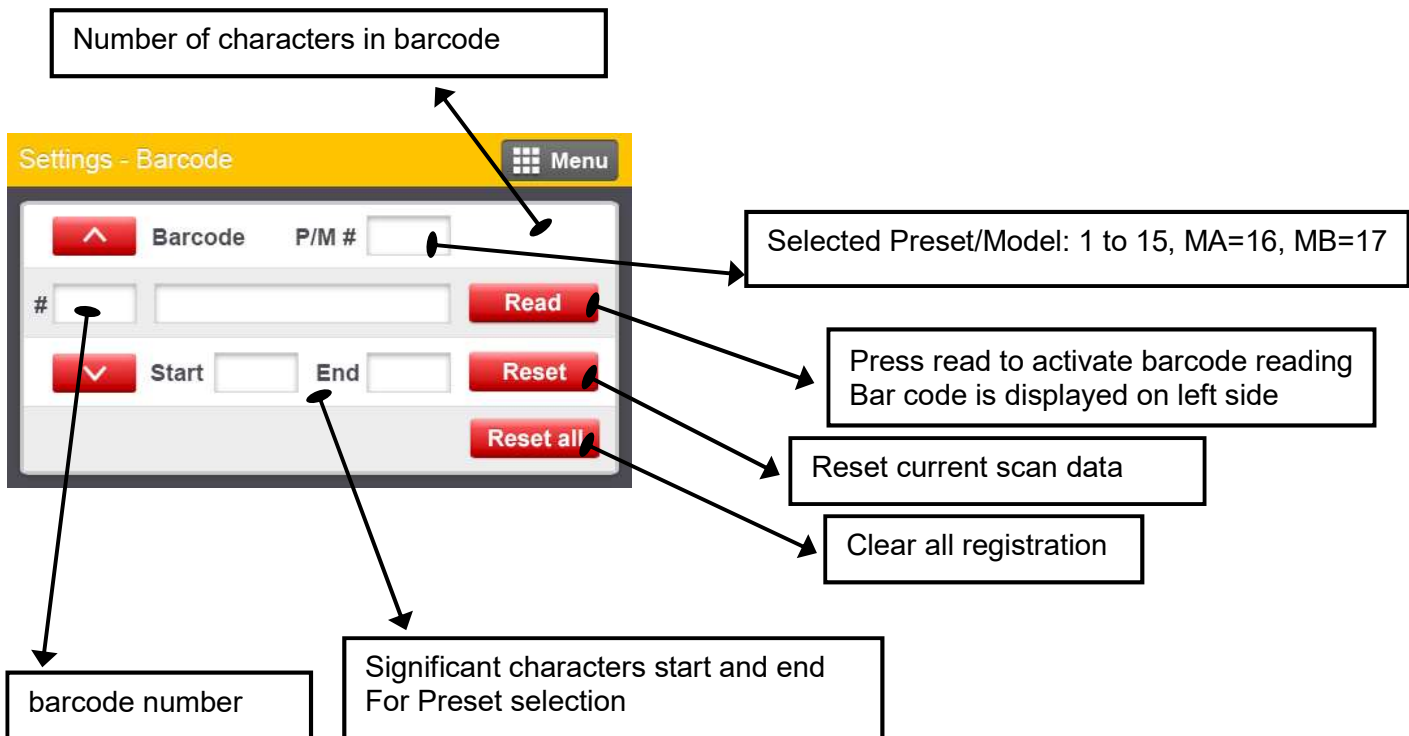 Number of characters in barcode
Settings - Barcode
Menu
Barcode P/M #
Selected Preset/Model: 1 to 15, MA=16, MB=17
# Read
Start End Reset
Press read to activate barcode reading
Bar code is displayed on left side
Reset all
Reset current scan data
Clear all registration
Significant characters start and end
For Preset selection
barcode number